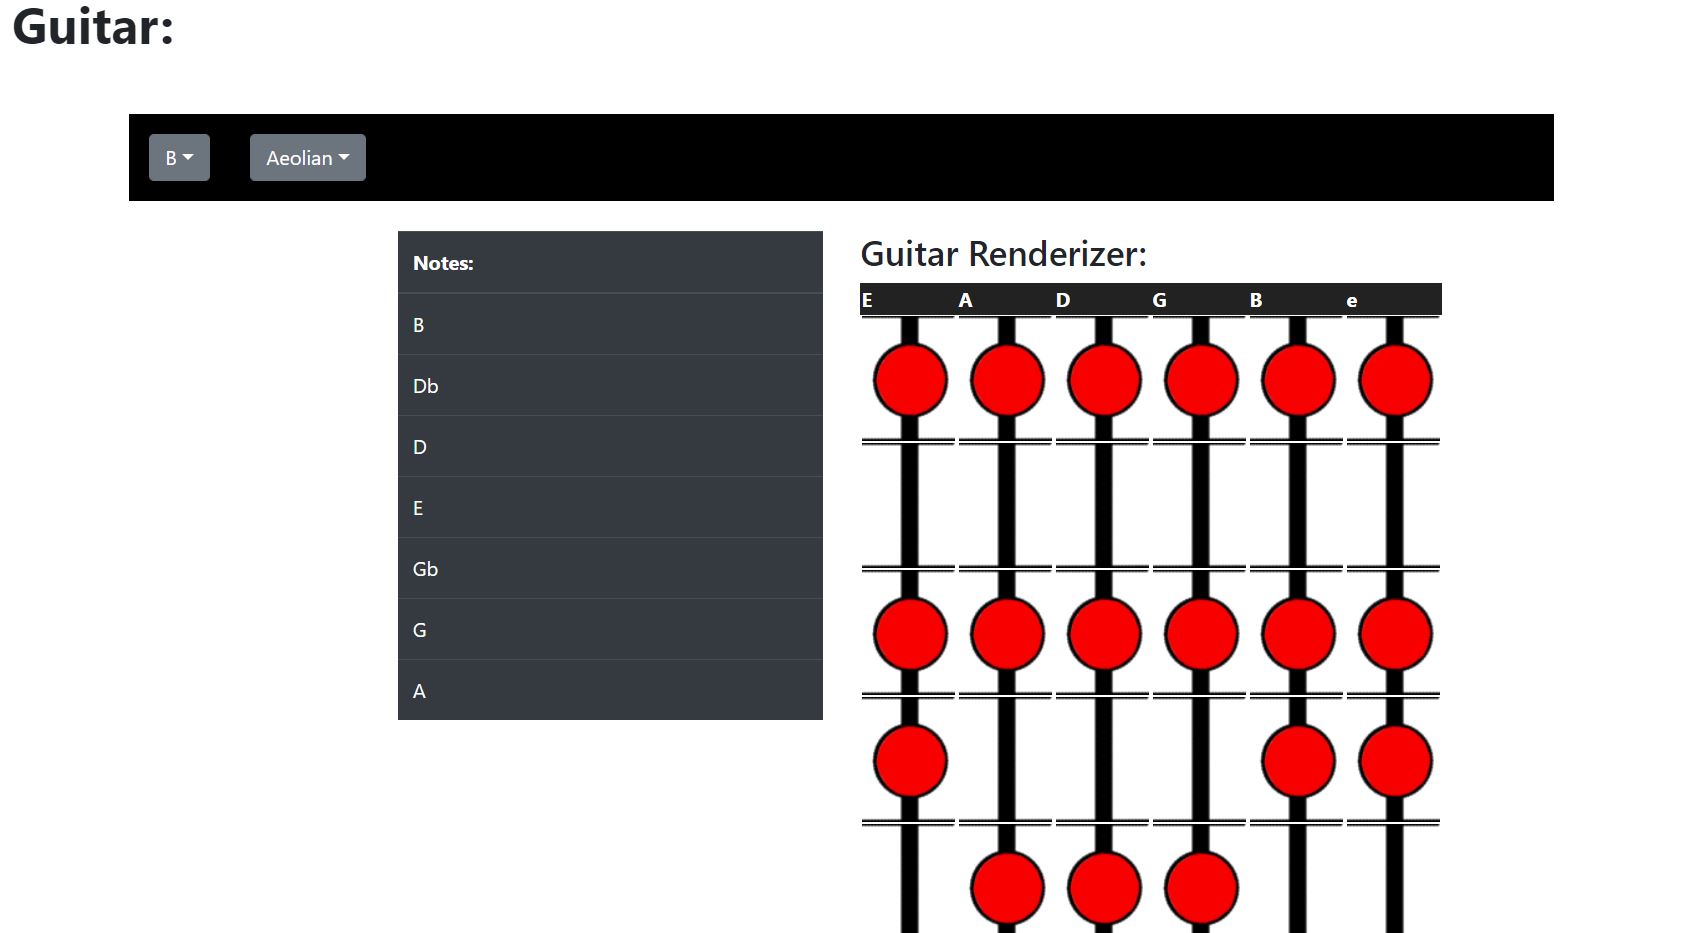 Guitar:
B
Aeolian
Notes:
B
Db
D
E
Gb
G
A
Guitar Renderizer:
E A D G B e